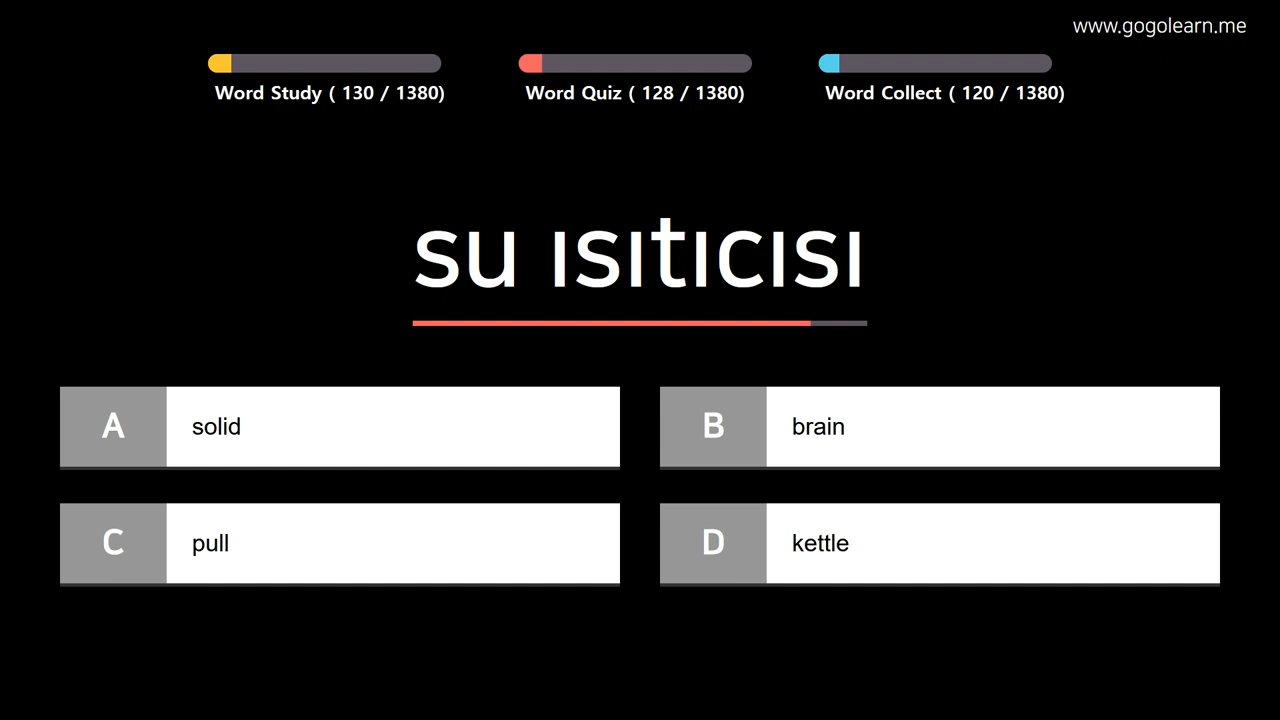 www.gogolearn.me
Word Study ( 130 / 1380)
Word Quiz ( 128 / 1380)
Word Collect ( 120 / 1380)
su ısıtıcısı
A solid
B brain
C pull
D kettle